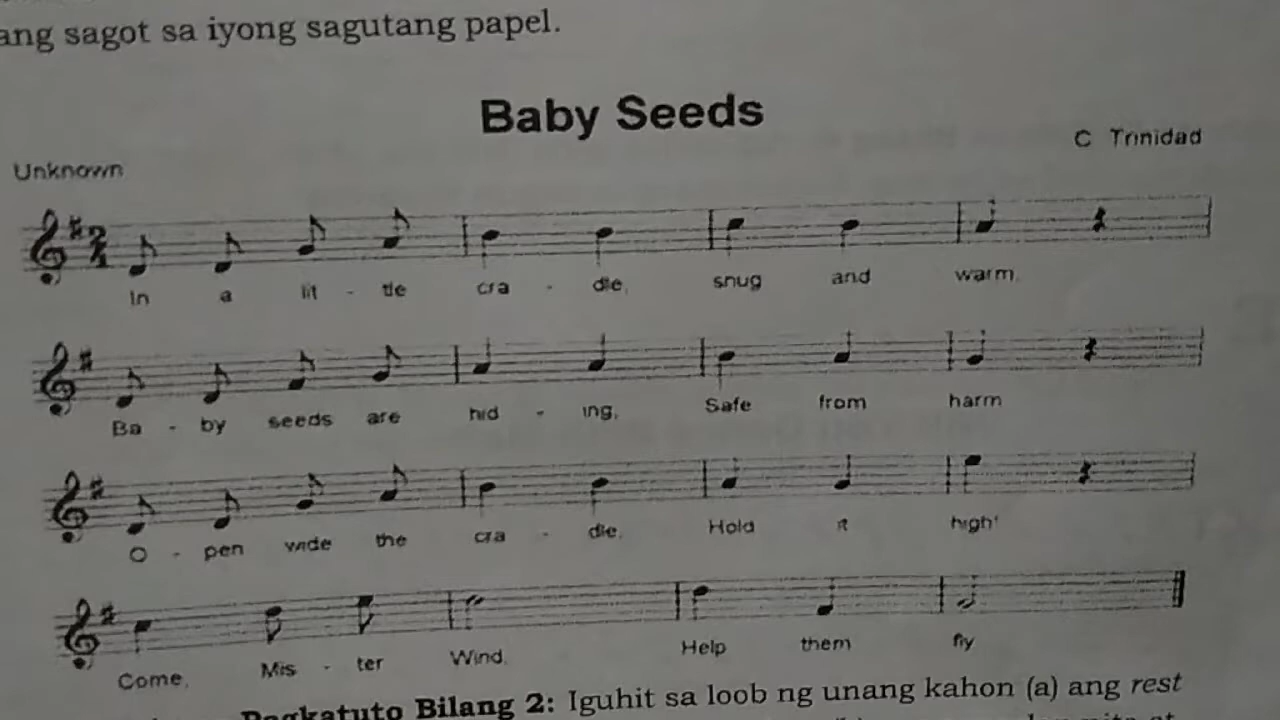 ang sagot sa iyong sagutang papel.
Baby Seeds
C Trinidad
Unknown
2
4
In a lit - tle cra - dle, snug and warm.
Ba - by seeds are hid - ing, Safe from harm
O - pen wide the cra - dle, Hold it high!
Come, Mis - ter Wind, Help them fly
Pagkatuto Bilang 2: Iguhit sa loob ng unang kahon (a) ang rest